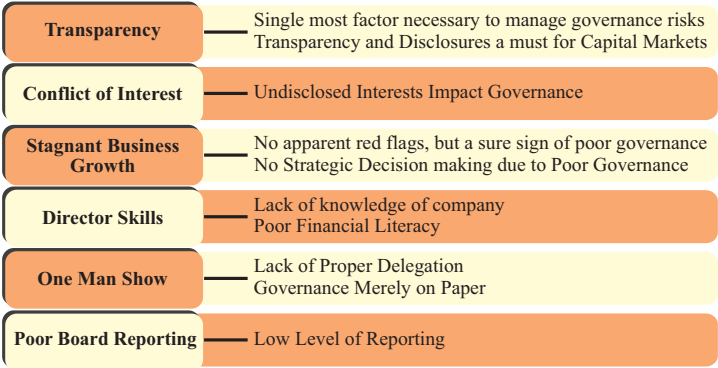 Transparency
Single most factor necessary to manage governance risks
Transparency and Disclosures a must for Capital Markets
Conflict of Interest
Undisclosed Interests Impact Governance
Stagnant Business
Growth
No apparent red flags, but a sure sign of poor governance
No Strategic Decision making due to Poor Governance
Director Skills
Lack of knowledge of company
Poor Financial Literacy
One Man Show
Lack of Proper Delegation
Governance Merely on Paper
Poor Board Reporting
Low Level of Reporting